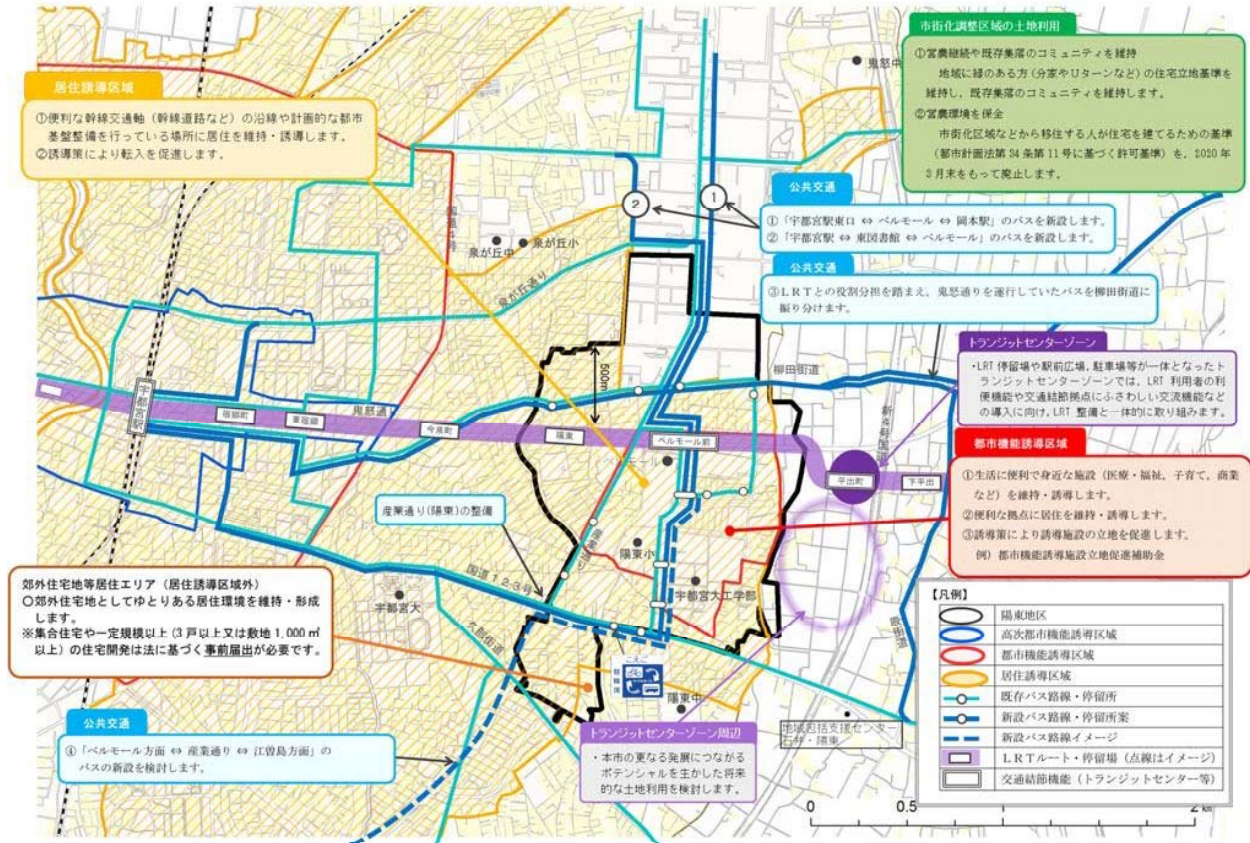 居住誘導区域
①便利な幹線交通軸（幹線道路など）の沿線や計画的な都市
基盤整備を行っている場所に居住を維持・誘導します。
②誘導策により転入を促進します。
市街化調整区域の土地利用
①営農継続や既存集落のコミュニティを維持
地域に縁のある方（分家やUターンなど）の住宅立地基準を
維持し、既存集落のコミュニティを維持します。
②営農環境を保全
市街化区域などから移住する人が住宅を建てるための基準
（都市計画法第34条第11号に基づく許可基準）を、2020年
3月末をもって廃止します。
鬼怒中
公共交通
①「宇都宮駅東口 ⇔ ベルモール ⇔ 岡本駅」のバスを新設します。
②「宇都宮駅 ⇔ 東図書館 ⇔ ベルモール」のバスを新設します。
②
①
国道4号
泉が丘中
泉が丘小
泉が丘通り
公共交通
③LRTとの役割分担を踏まえ、鬼怒通りを運行していたバスを柳田街道に
振り分けます。
トランジットセンターゾーン
・LRT停留場や駅前広場、駐車場等が一体となったト
ランジットセンターゾーンでは、LRT利用者の利
便機能や交通結節拠点にふさわしい交流機能など
の導入に向け、LRT整備と一体的に取り組みます。
500m
柳田街道
新4号国道
宇都宮駅
宿郷町
東宿郷
鬼怒通
今泉町
陽東
ベルモール前
モール
平出町
下平出
都市機能誘導区域
①生活に便利で身近な施設（医療・福祉、子育て、商業
など）を維持・誘導します。
②便利な拠点に居住を維持・誘導します。
③誘導策により誘導施設の立地を促進します。
例）都市機能誘導施設立地促進補助金
産業通り(陽東)の整備
産業通り
陽東小
宇都宮大工学部
国道123号
宇都宮大
久部街道
郊外住宅地等居住エリア（居住誘導区域外）
〇郊外住宅地としてゆとりある居住環境を維持・形成
します。
※集合住宅や一定規模以上（3戸以上又は敷地1,000㎡
以上）の住宅開発は法に基づく事前届出が必要です。
陽東中
地域包括支援センター
石井・陽東
公共交通
④「ベルモール方面 ⇔ 産業通り ⇔ 江曽島方面」の
バスの新設を検討します。
トランジットセンターゾーン周辺
・本市の更なる発展につながる
ポテンシャルを生かした将来
的な土地利用を検討します。
【凡例】
陽東地区
高次都市機能誘導区域
都市機能誘導区域
居住誘導区域
既存バス路線・停留所
新設バス路線・停留所案
新設バス路線イメージ
LRTルート・停留場（点線はイメージ）
交通結節機能（トランジットセンター等）
0 0.5 1 2